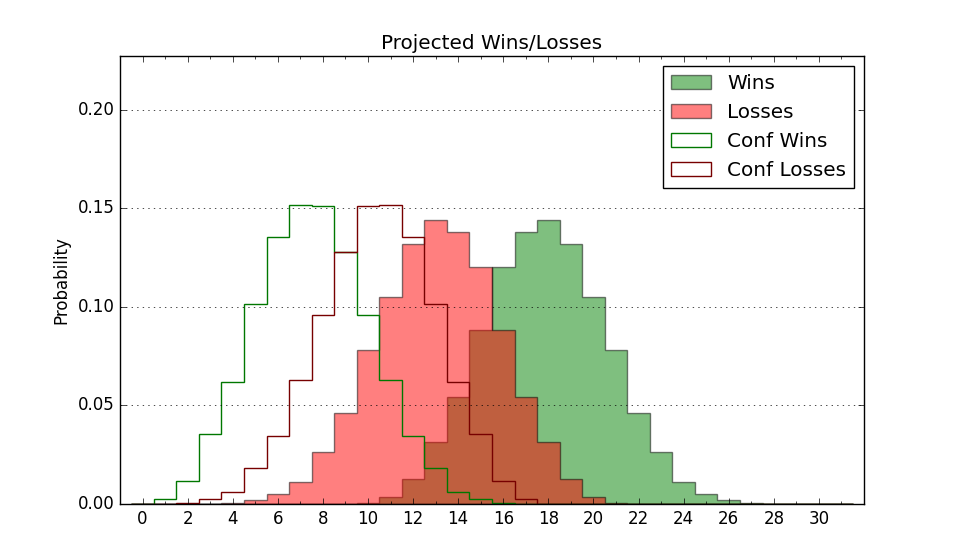 Projected Wins/Losses
Probability
0.20
0.15
0.10
0.05
0.00
0 2 4 6 8 10 12 14 16 18 20 22 24 26 28 30
Wins
Losses
Conf Wins
Conf Losses